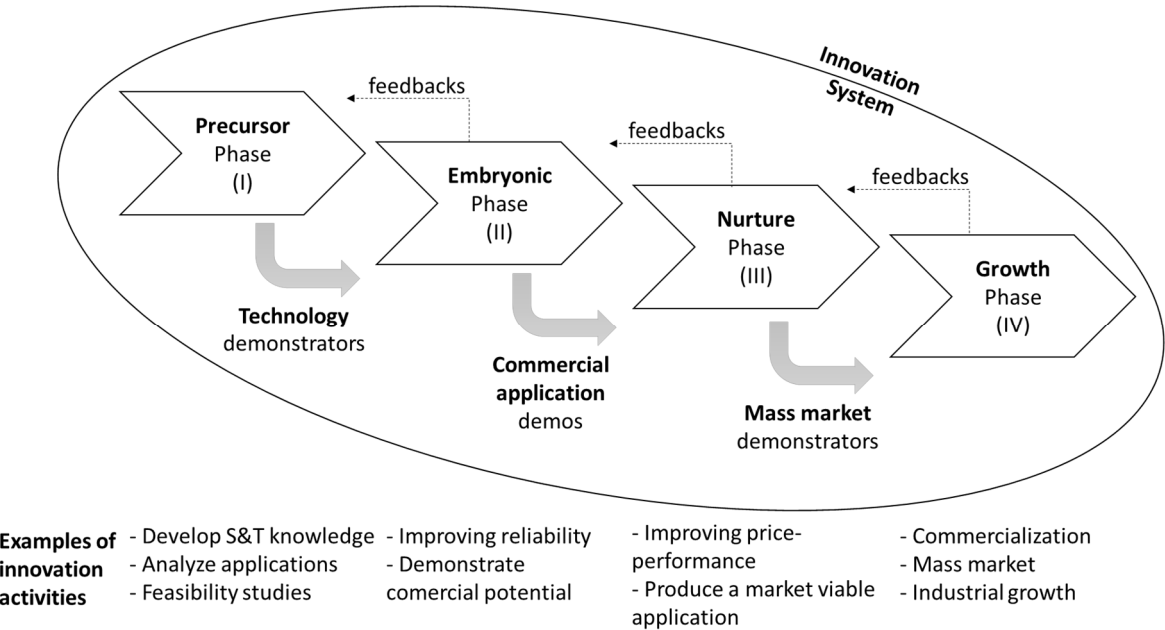 Innovation
System
feedbacks
Precursor
Phase
(I)
feedbacks
Embryonic
Phase
(II)
feedbacks
Nurture
Phase
(III)
Growth
Phase
(IV)
Technology
demonstrators
Commercial
application
demos
Mass market
demonstrators
Examples of
innovation
activities
- Develop S&T knowledge
- Analyze applications
- Feasibility studies
- Improving reliability
- Demonstrate
comercial potential
- Improving price-
performance
- Produce a market viable
application
- Commercialization
- Mass market
- Industrial growth